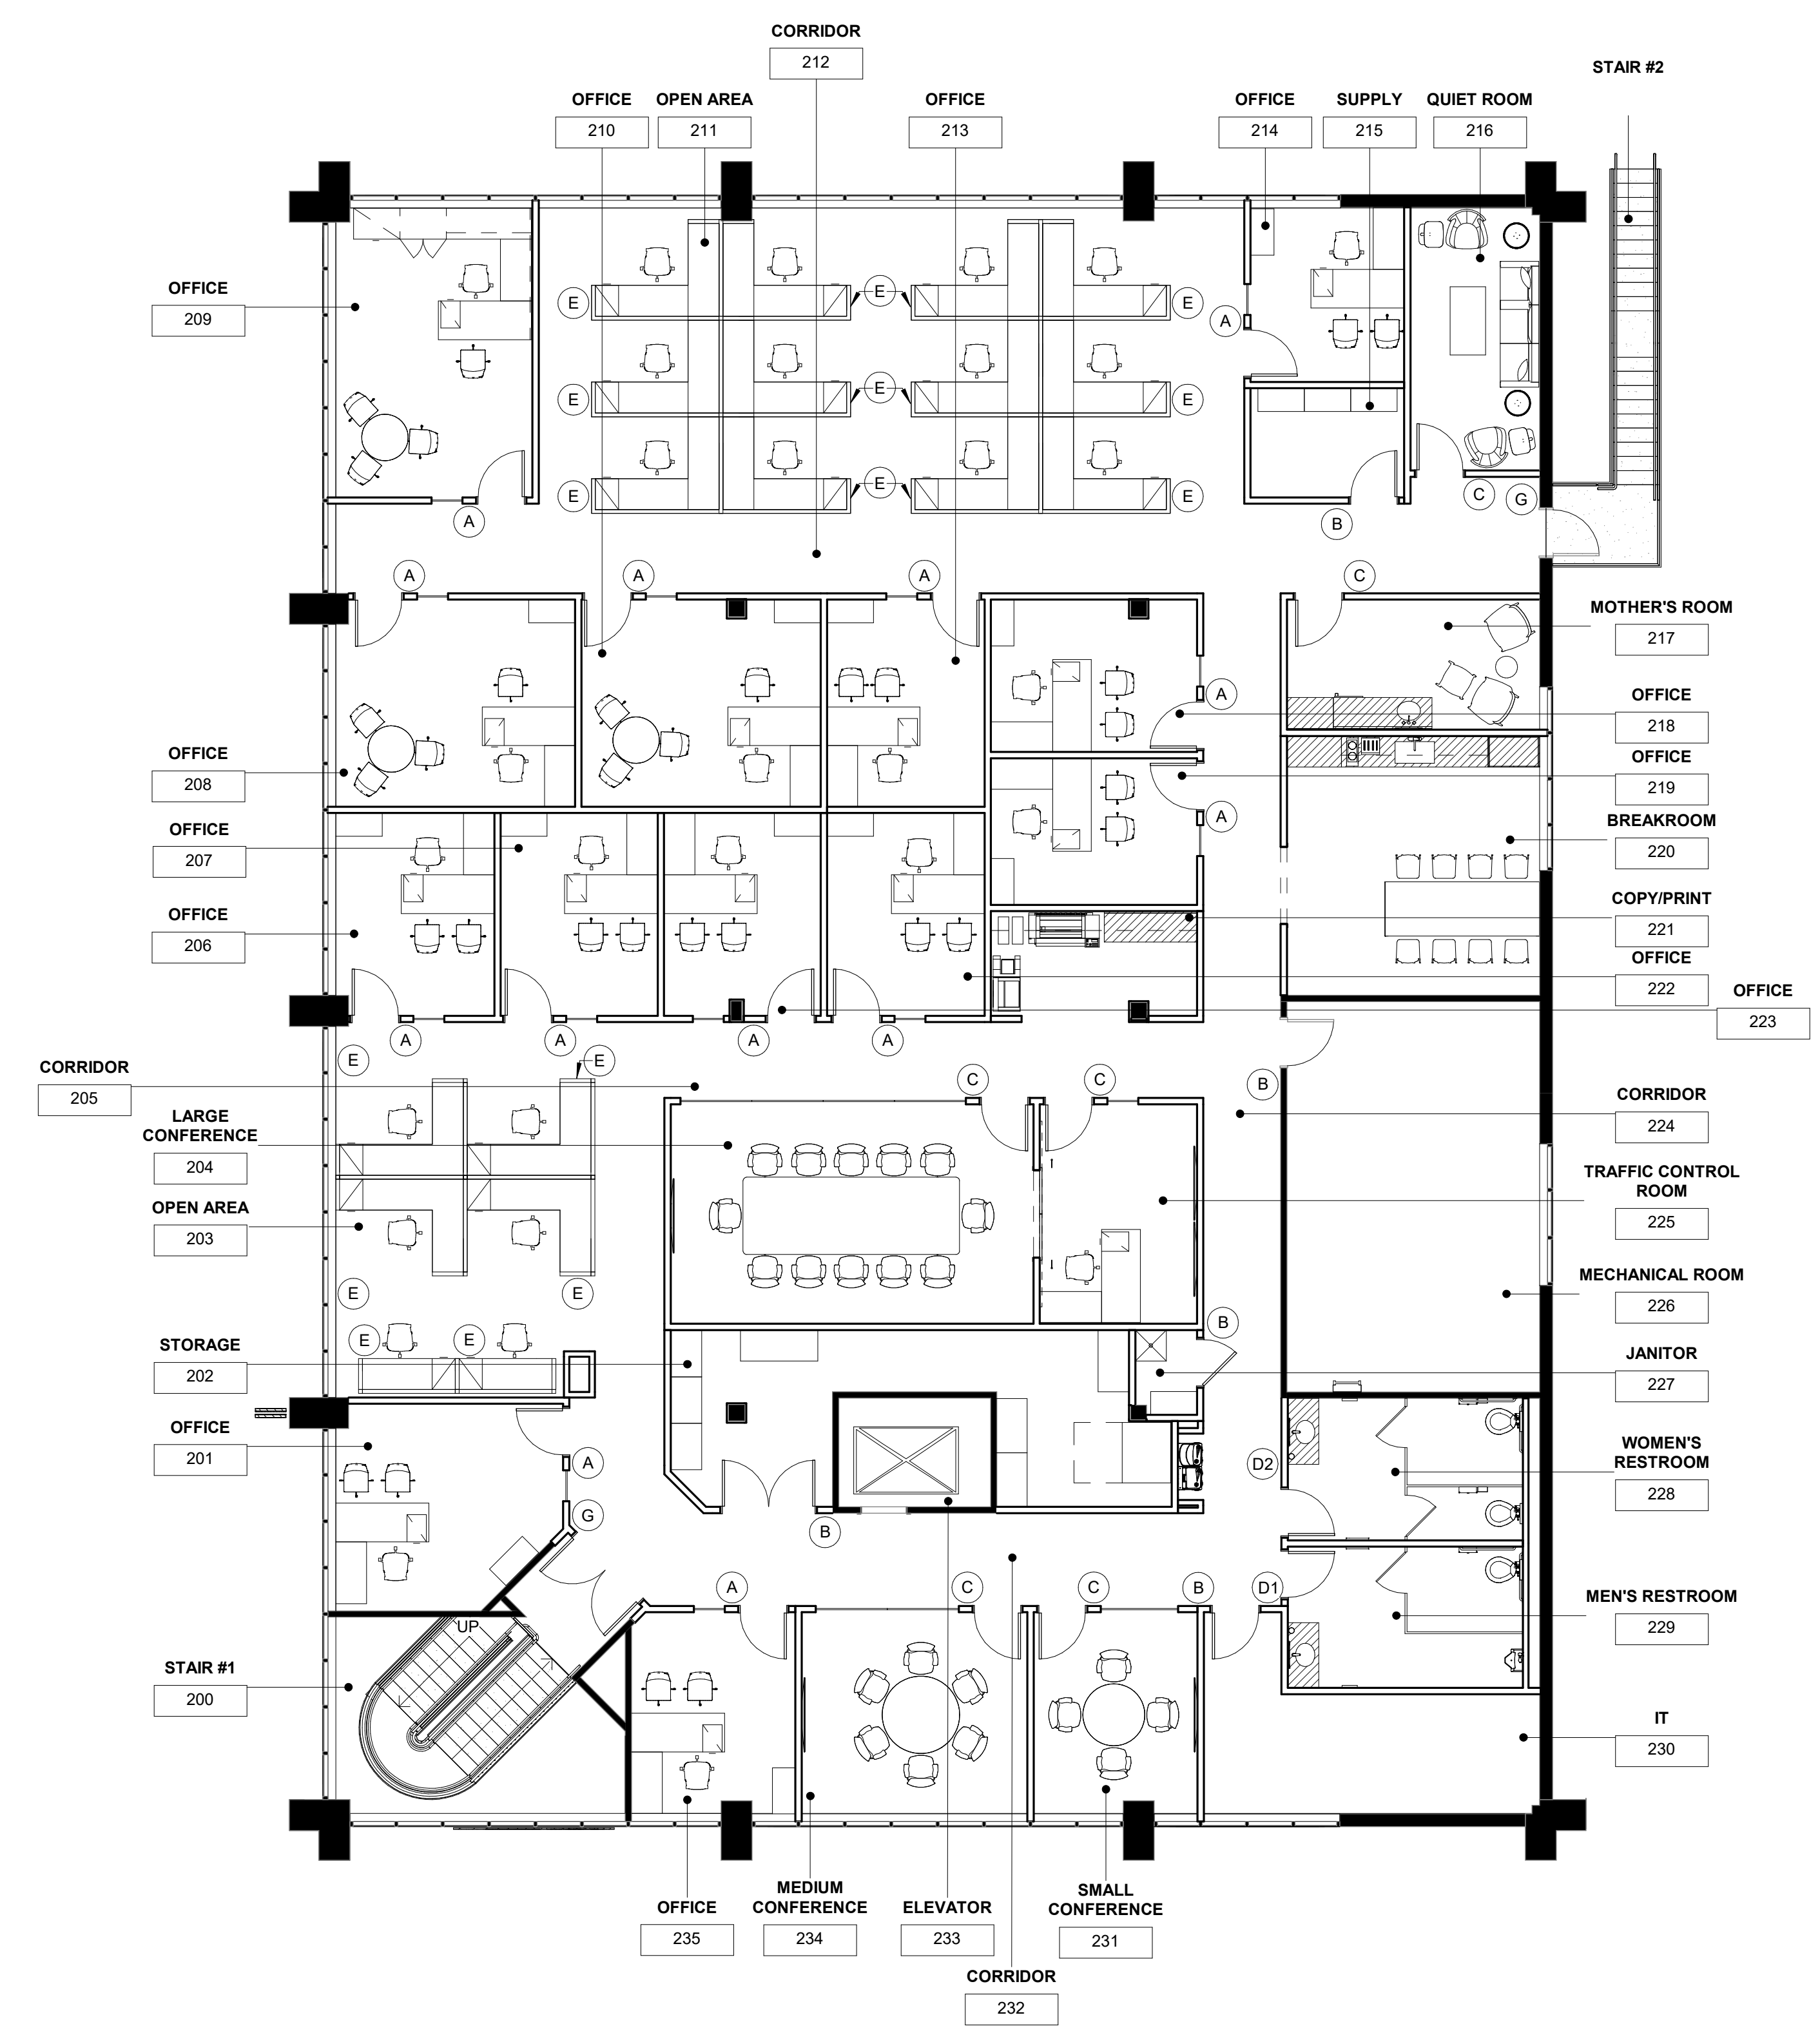 CORRIDOR
212
STAIR #2
OFFICE
210
OPEN AREA
211
OFFICE
213
OFFICE
214
SUPPLY
215
QUIET ROOM
216
OFFICE
209
E
E
E
A
E
E
E
E
E
E
A
C
G
B
A
A
A
C
MOTHER'S ROOM
217
A
OFFICE
218
OFFICE
208
OFFICE
219
A
BREAKROOM
220
OFFICE
207
COPY/PRINT
221
OFFICE
206
OFFICE
222
OFFICE
223
A
A
A
A
E
E
CORRIDOR
205
C
C
B
CORRIDOR
224
LARGE
CONFERENCE
204
TRAFFIC CONTROL
ROOM
225
OPEN AREA
203
MECHANICAL ROOM
226
E
E
E
E
B
STORAGE
202
JANITOR
227
OFFICE
201
A
D2
WOMEN'S
RESTROOM
228
G
B
A
C
C
B
D1
MEN'S RESTROOM
229
UP
STAIR #1
200
IT
230
OFFICE
235
MEDIUM
CONFERENCE
234
ELEVATOR
233
SMALL
CONFERENCE
231
CORRIDOR
232